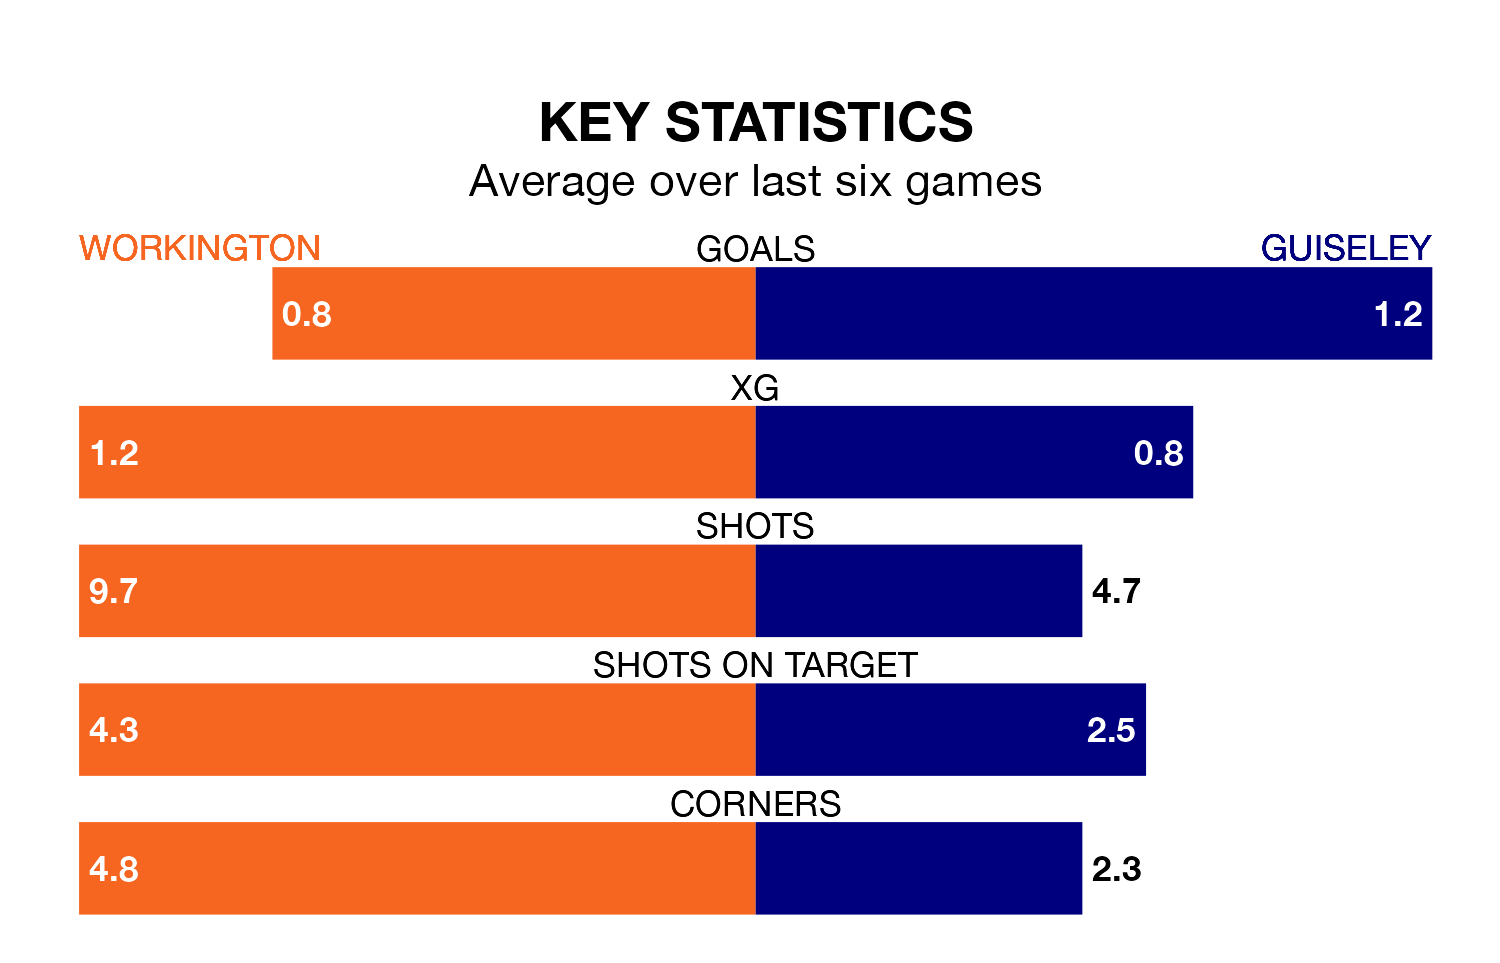 KEY STATISTICS
Average over last six games
WORKINGTON GOALS GUISELEY
0.8 1.2
XG
1.2 0.8
SHOTS
9.7 4.7
SHOTS ON TARGET
4.3 2.5
CORNERS
4.8 2.3